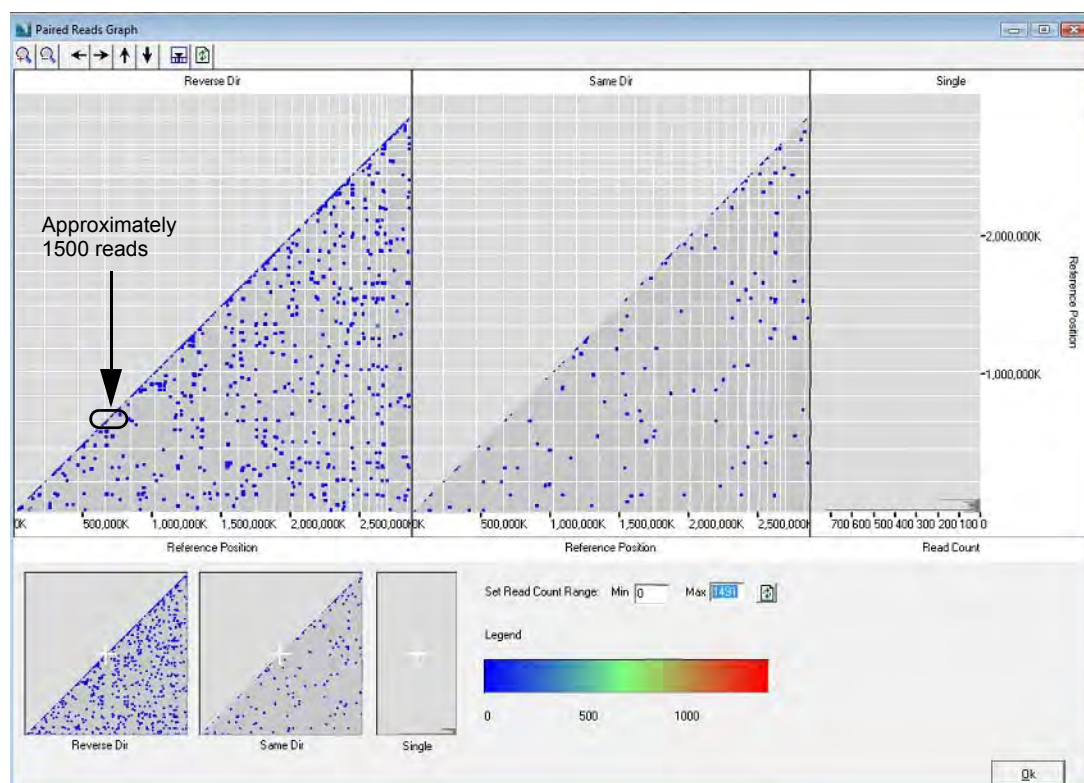 Paired Reads Graph
Reverse Dir
Same Dir
Single
Approximately
1500 reads
2,000,000K
1,000,000K
Reference Position
0K 500,000K 1,000,000K 1,500,000K 2,000,000K 2,500,000K
0K 500,000K 1,000,000K 1,500,000K 2,000,000K 2,500,000
700 600 500 400 300 200 100 0
Reference Position
Reference Position
Read Count
Set Read Count Range: Min 0 Max 1491
Legend
0 500 1000
Reverse Dir
Same Dir
Single
Ok